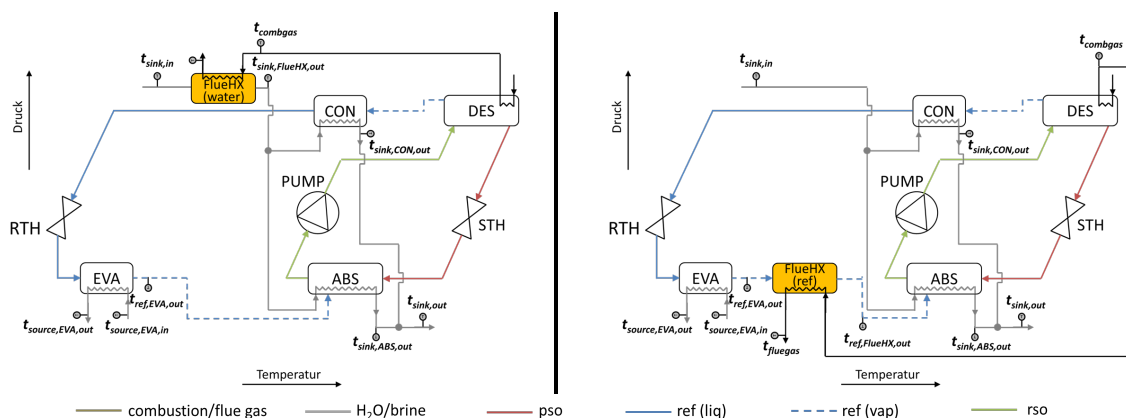 t_combgas
t_sink,in
t_sink,FlueHX,out
FlueHX
(water)
CON
DES
Druck
t_sink,CON,out
PUMP
RTH
STH
EVA
ABS
t_ref,EVA,out
t_source,EVA,out
t_source,EVA,in
t_sink,out
t_sink,ABS,out
Temperatur
t_combgas
t_sink,in
CON
DES
Druck
t_sink,CON,out
PUMP
RTH
STH
EVA
FlueHX
(ref)
ABS
t_ref,EVA,out
t_source,EVA,out
t_source,EVA,in
t_fluegas
t_ref,FlueHX,out
t_sink,out
t_sink,ABS,out
Temperatur
combustion/flue gas
H₂O/brine
pso
ref (liq)
ref (vap)
rso